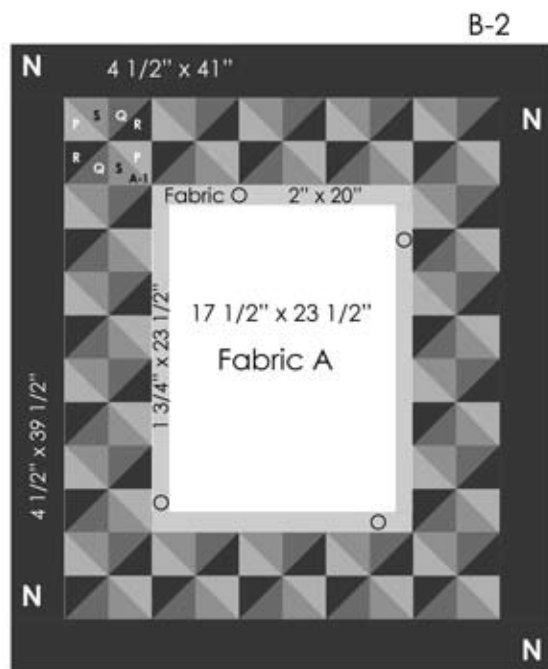 B-2
N
4 1/2" x 41"
N
P S Q R
R Q S P
A-1
Fabric O 2" x 20"
O
17 1/2" x 23 1/2"
Fabric A
1 3/4" x 23 1/2"
4 1/2" x 39 1/2"
O
O
N
N